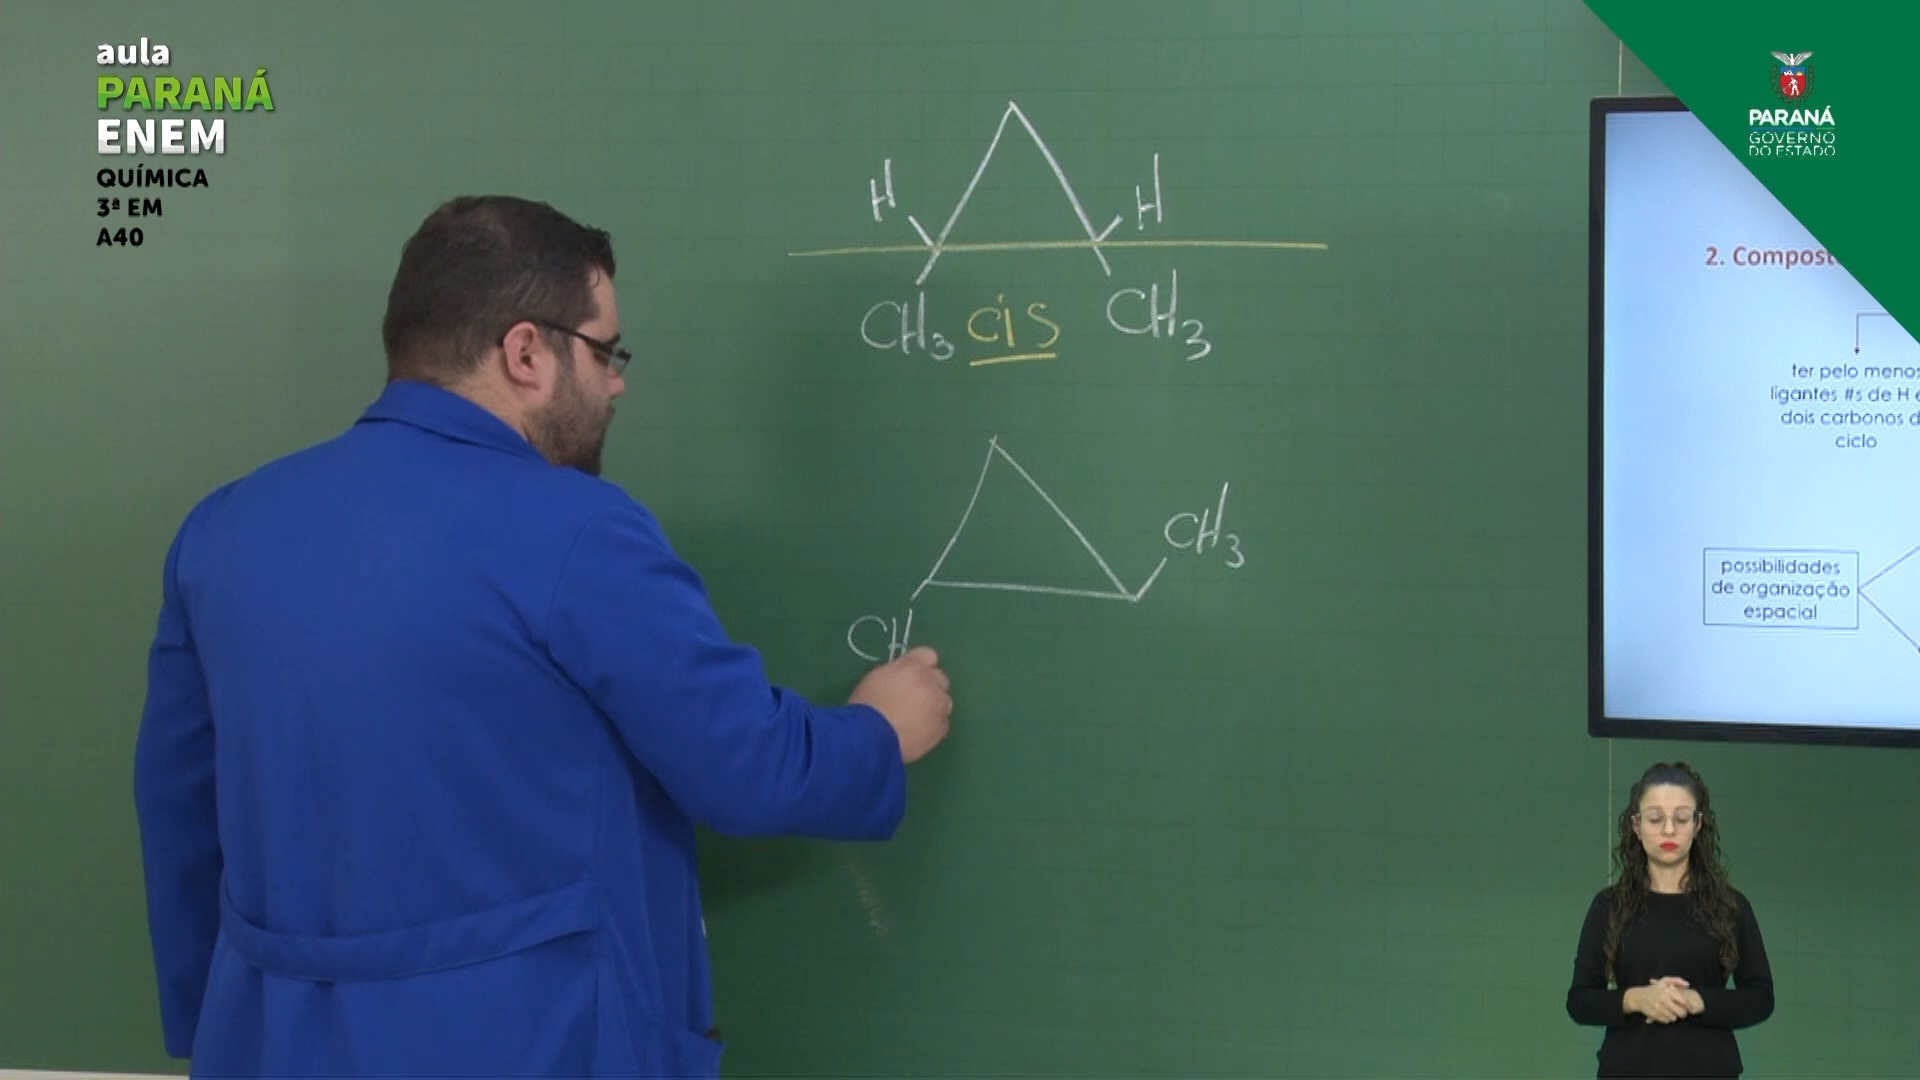 aula
PARANÁ
ENEM
QUÍMICA
3ª EM
A40
H
H
CH3 cis CH3
CH3
CH
PARANÁ
GOVERNO
DO ESTADO
2. Compost
ter pelo menos
ligantes #s de H e
dois carbonos d
ciclo
possibilidades
de organização
espacial